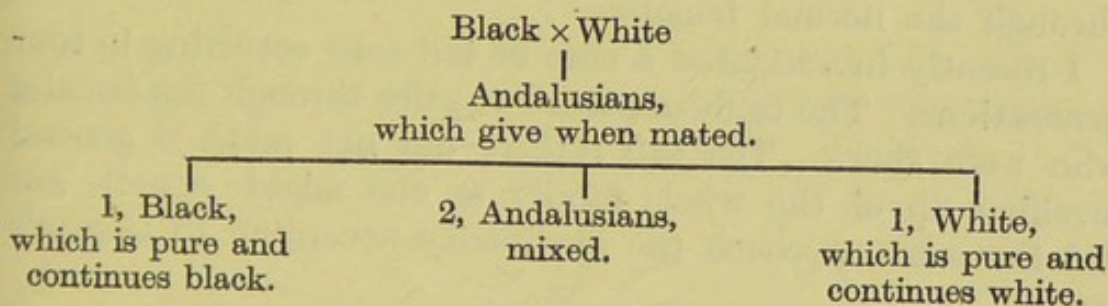 Black × White
Andalusians,
which give when mated.
1, Black,
which is pure and
continues black.
2, Andalusians,
mixed.
1, White,
which is pure and
continues white.